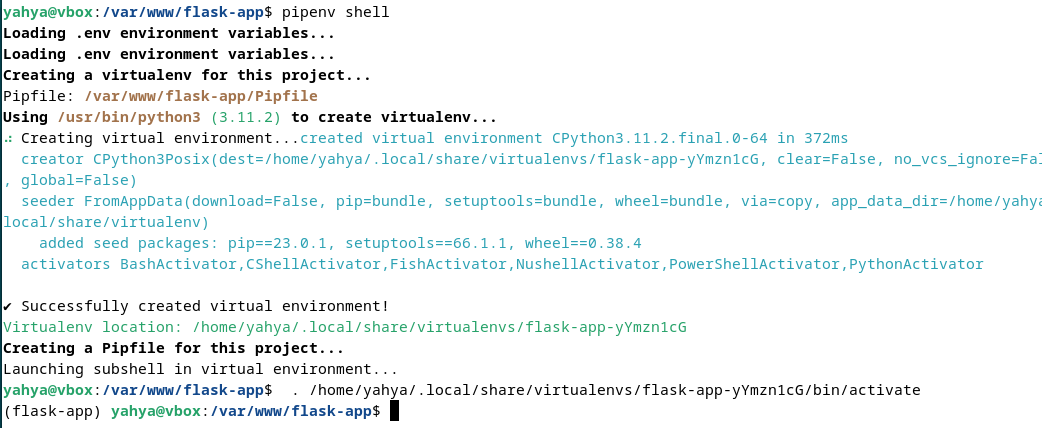 yahya@vbox:/var/www/flask-app$ pipenv shell
Loading .env environment variables...
Loading .env environment variables...
Creating a virtualenv for this project...
Pipfile: /var/www/flask-app/Pipfile
Using /usr/bin/python3 (3.11.2) to create virtualenv...
⠴ Creating virtual environment...created virtual environment CPython3.11.2.final.0-64 in 372ms
  creator CPython3Posix(dest=/home/yahya/.local/share/virtualenvs/flask-app-yYmzn1cG, clear=False, no_vcs_ignore=Fal
, global=False)
  seeder FromAppData(download=False, pip=bundle, setuptools=bundle, wheel=bundle, via=copy, app_data_dir=/home/yahya
local/share/virtualenv)
    added seed packages: pip==23.0.1, setuptools==66.1.1, wheel==0.38.4
  activators BashActivator,CShellActivator,FishActivator,NushellActivator,PowerShellActivator,PythonActivator
✔ Successfully created virtual environment!
Virtualenv location: /home/yahya/.local/share/virtualenvs/flask-app-yYmzn1cG
Creating a Pipfile for this project...
Launching subshell in virtual environment...
yahya@vbox:/var/www/flask-app$  . /home/yahya/.local/share/virtualenvs/flask-app-yYmzn1cG/bin/activate
(flask-app) yahya@vbox:/var/www/flask-app$